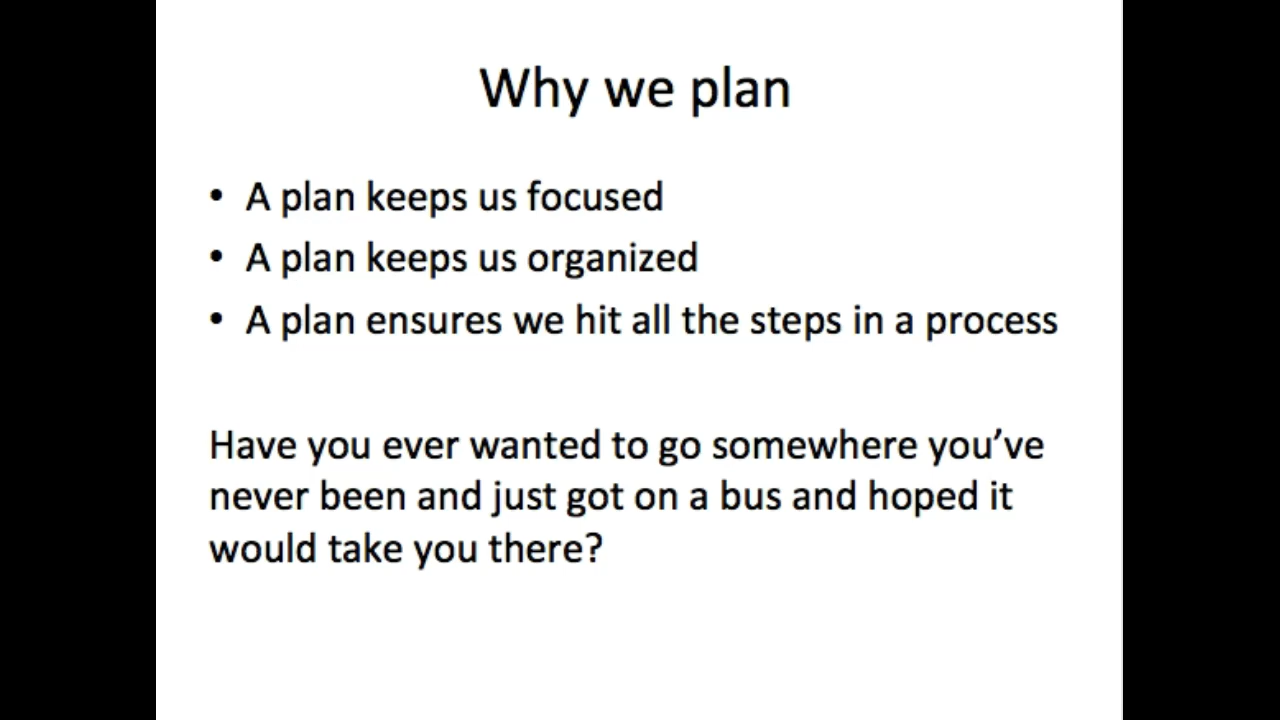 Why we plan
• A plan keeps us focused
• A plan keeps us organized
• A plan ensures we hit all the steps in a process
Have you ever wanted to go somewhere you’ve
never been and just got on a bus and hoped it
would take you there?